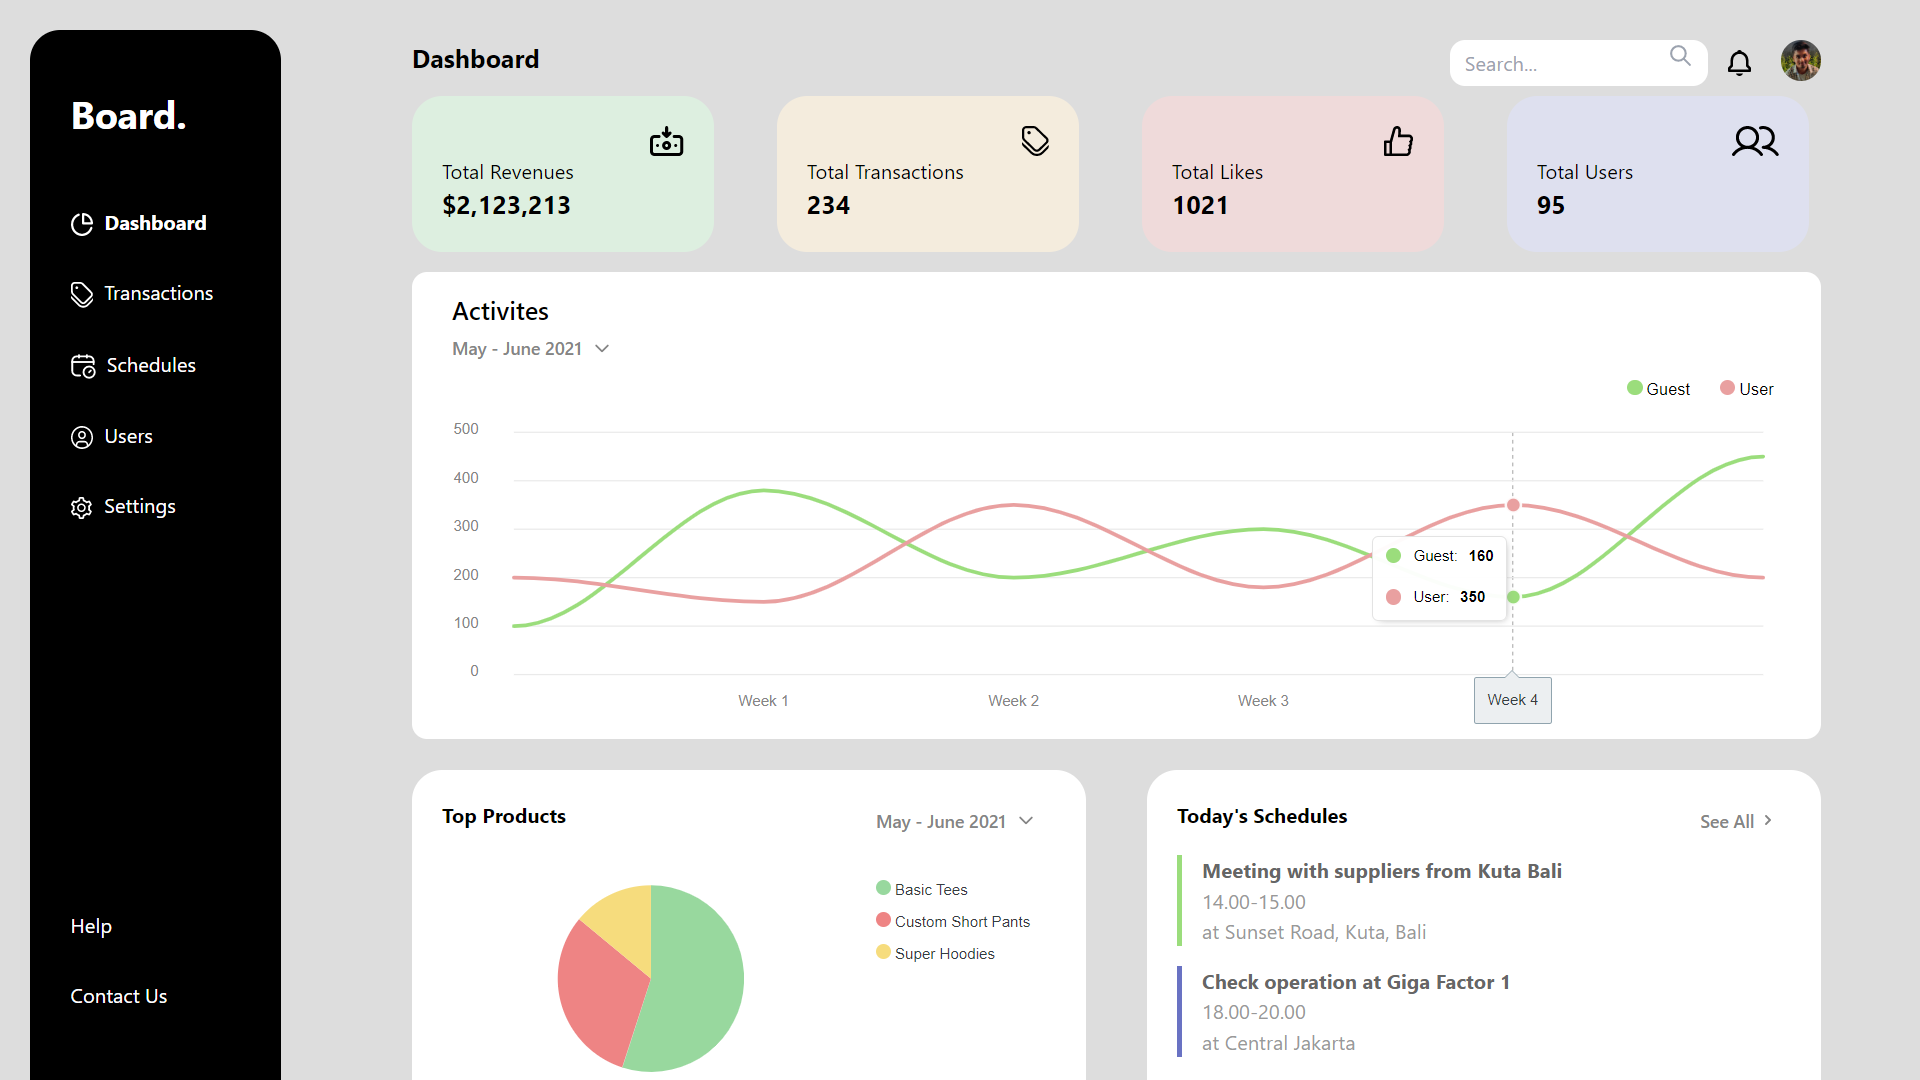 Board.
Dashboard
Transactions
Schedules
Users
Settings
Help
Contact Us
Dashboard
Search...
Total Revenues
$2,123,213
Total Transactions
234
Total Likes
1021
Total Users
95
Activites
May - June 2021
Guest User
500
400
300
200
100
0
Guest: 160
User: 350
Week 1 Week 2 Week 3 Week 4
Top Products
May - June 2021
Basic Tees
Custom Short Pants
Super Hoodies
Today's Schedules
See All
Meeting with suppliers from Kuta Bali
14.00-15.00
at Sunset Road, Kuta, Bali
Check operation at Giga Factor 1
18.00-20.00
at Central Jakarta